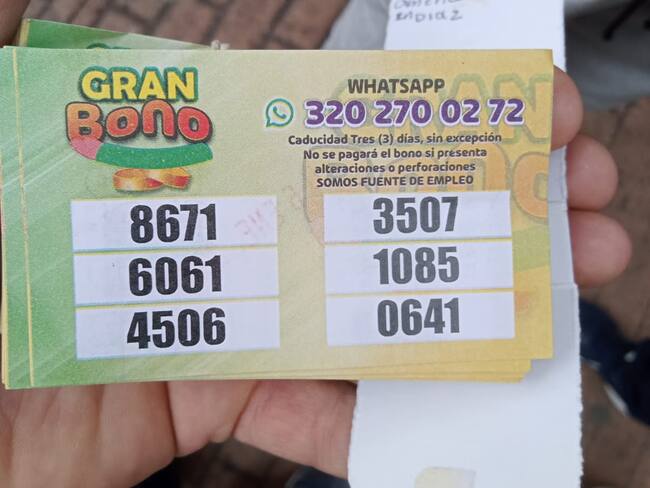 GRAN
Bono
WHATSAPP
320 270 02 72
Caducidad Tres (3) días, sin excepción
No se pagará el bono si presenta
alteraciones o perforaciones
SOMOS FUENTE DE EMPLEO
8671
3507
6061
1085
4506
0641